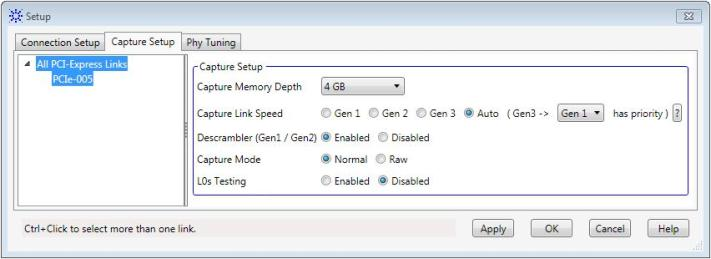 Setup
Connection Setup Capture Setup Phy Tuning
All PCI-Express Links
PCIe-005
Capture Setup
Capture Memory Depth 4 GB
Capture Link Speed Gen 1 Gen 2 Gen 3 Auto ( Gen3 -> Gen 1 has priority ) ?
Descrambler (Gen1 / Gen2) Enabled Disabled
Capture Mode Normal Raw
L0s Testing Enabled Disabled
Ctrl+Click to select more than one link.
Apply OK Cancel Help